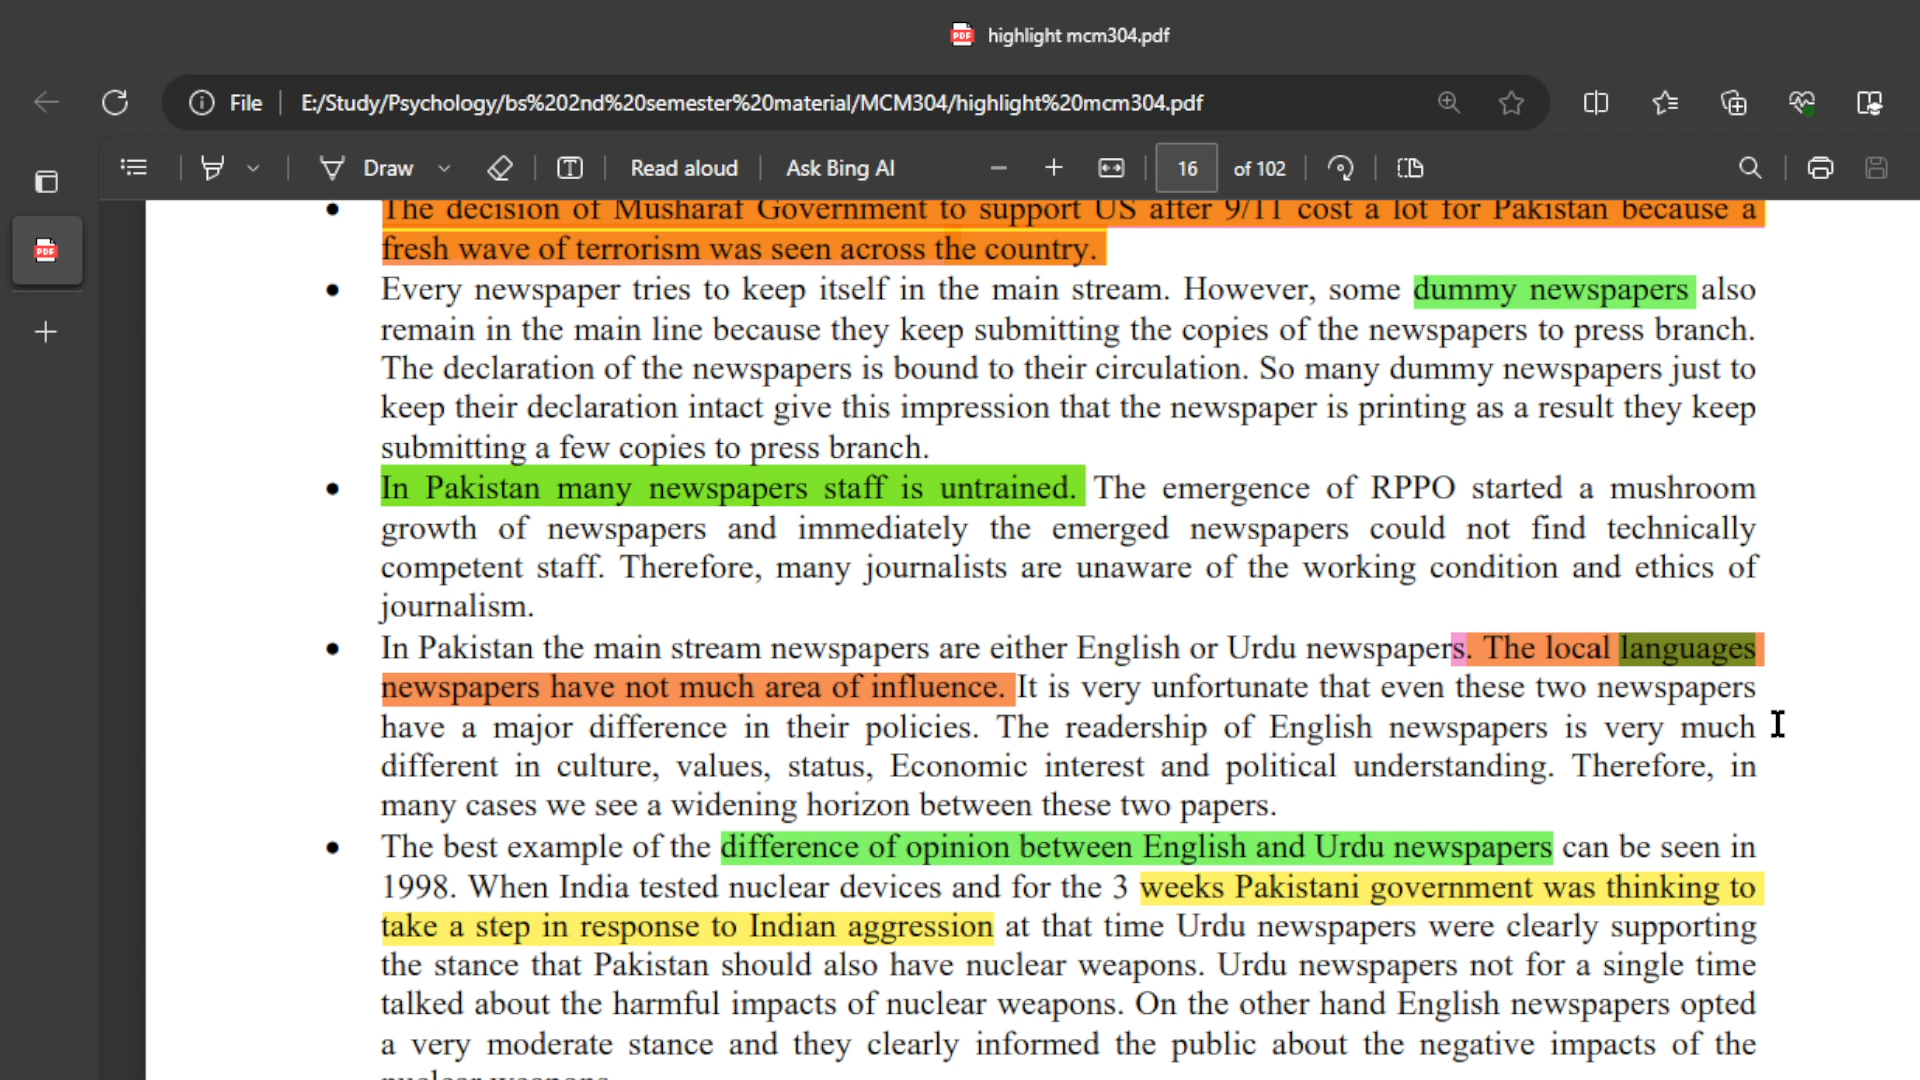 highlight mcm304.pdf
File E:/Study/Psychology/bs%202nd%20semester%20material/MCM304/highlight%20mcm304.pdf
Draw Read aloud Ask Bing AI 16 of 102
• The decision of Musharaf Government to support US after 9/11 cost a lot for Pakistan because a
fresh wave of terrorism was seen across the country.
• Every newspaper tries to keep itself in the main stream. However, some dummy newspapers also
remain in the main line because they keep submitting the copies of the newspapers to press branch.
The declaration of the newspapers is bound to their circulation. So many dummy newspapers just to
keep their declaration intact give this impression that the newspaper is printing as a result they keep
submitting a few copies to press branch.
• In Pakistan many newspapers staff is untrained. The emergence of RPPO started a mushroom
growth of newspapers and immediately the emerged newspapers could not find technically
competent staff. Therefore, many journalists are unaware of the working condition and ethics of
journalism.
• In Pakistan the main stream newspapers are either English or Urdu newspapers. The local languages
newspapers have not much area of influence. It is very unfortunate that even these two newspapers
have a major difference in their policies. The readership of English newspapers is very much
different in culture, values, status, Economic interest and political understanding. Therefore, in
many cases we see a widening horizon between these two papers.
• The best example of the difference of opinion between English and Urdu newspapers can be seen in
1998. When India tested nuclear devices and for the 3 weeks Pakistani government was thinking to
take a step in response to Indian aggression at that time Urdu newspapers were clearly supporting
the stance that Pakistan should also have nuclear weapons. Urdu newspapers not for a single time
talked about the harmful impacts of nuclear weapons. On the other hand English newspapers opted
a very moderate stance and they clearly informed the public about the negative impacts of the